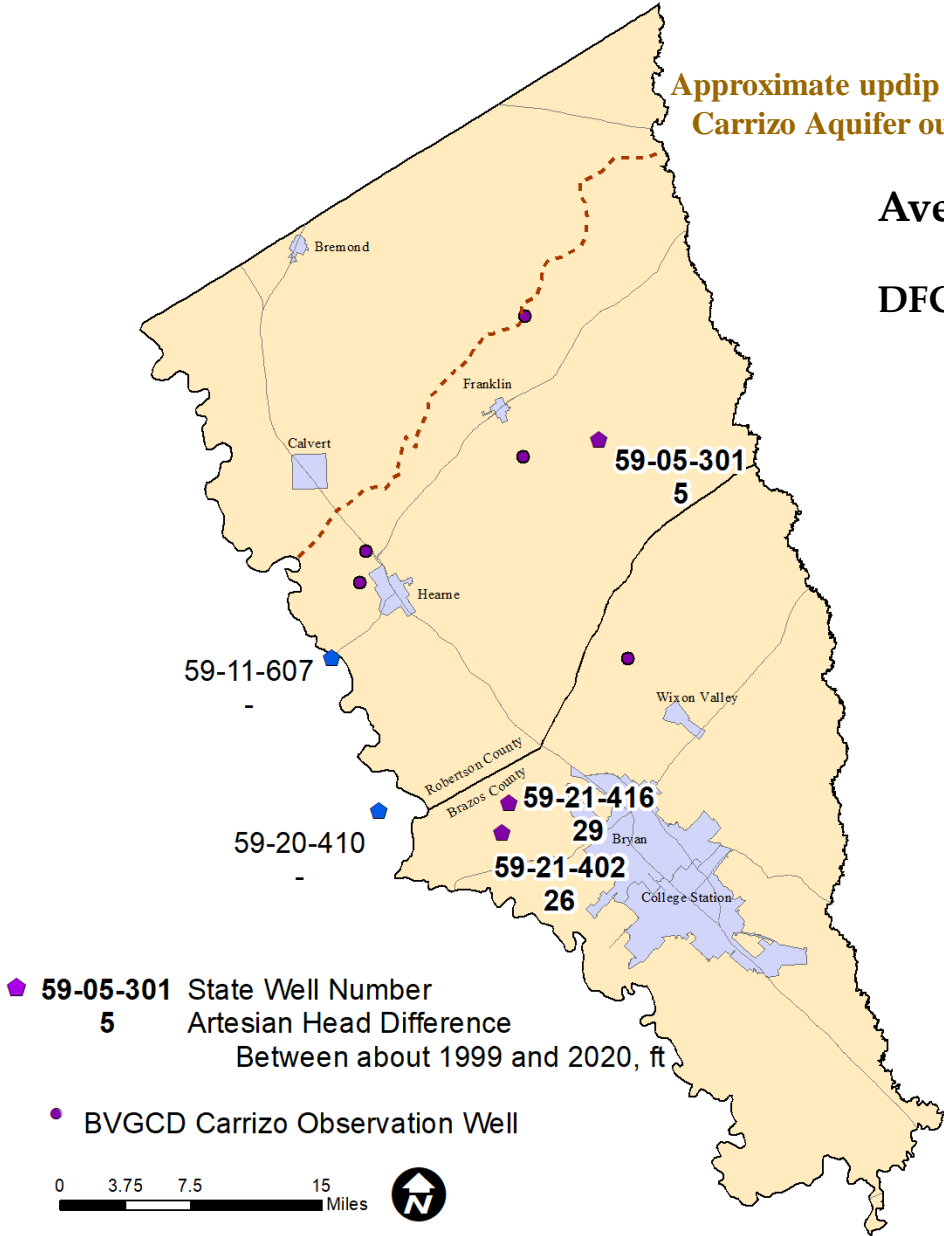 Approximate updip
Carrizo Aquifer ou
Ave
DFC
Bremond
Franklin
Calvert
59-05-301
5
Hearne
59-11-607
-
Wixon Valley
Robertson County
Brazos County
59-21-416
29
Bryan
59-20-410
-
59-21-402
26
College Station
59-05-301 State Well Number
5 Artesian Head Difference
Between about 1999 and 2020, ft
BVGCD Carrizo Observation Well
0 3.75 7.5 15
Miles
N